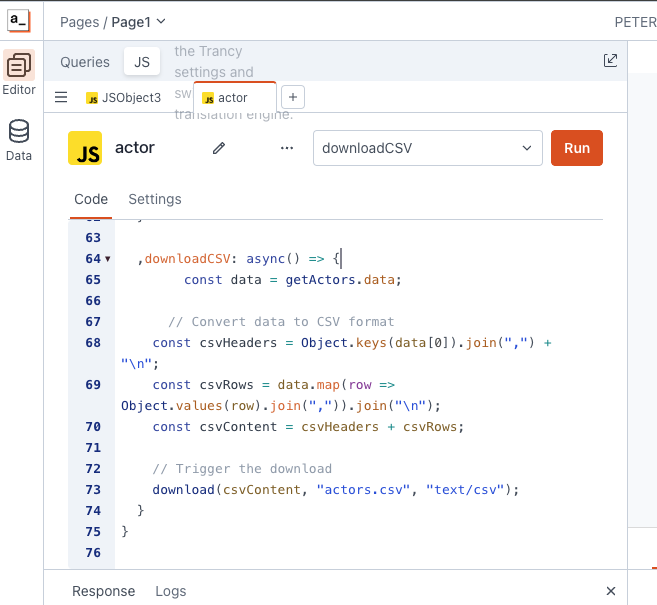 a_
Pages / Page1
PETER
Editor
Data
Queries
JS
the Trancy
settings and
sw
translation engine.
JS JSObject3
JS actor
+
JS
actor
...
downloadCSV
Run
Code
Settings
63
64 ,downloadCSV: async() => {
65 const data = getActors.data;
66
67 // Convert data to CSV format
68 const csvHeaders = Object.keys(data[0]).join(",") +
"\n";
69 const csvRows = data.map(row =>
Object.values(row).join(",")).join("\n");
70 const csvContent = csvHeaders + csvRows;
71
72 // Trigger the download
73 download(csvContent, "actors.csv", "text/csv");
74 }
75 }
76
Response
Logs